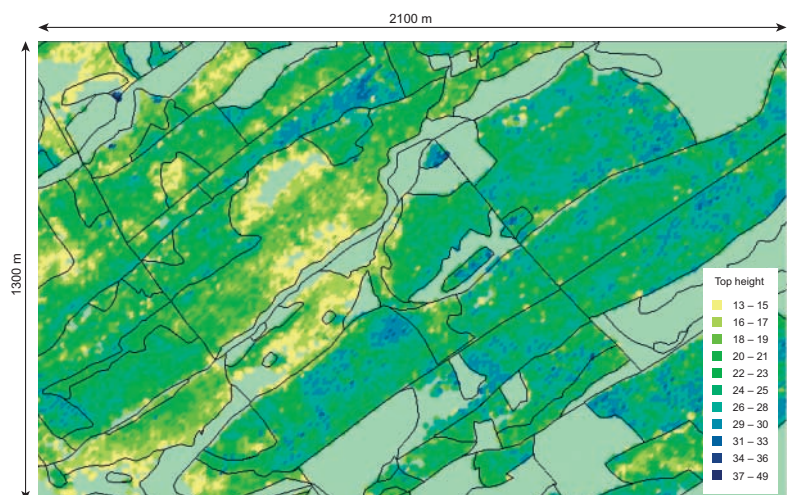 2100 m
1300 m
Top height
13 – 15
16 – 17
18 – 19
20 – 21
22 – 23
24 – 25
26 – 28
29 – 30
31 – 33
34 – 36
37 – 49